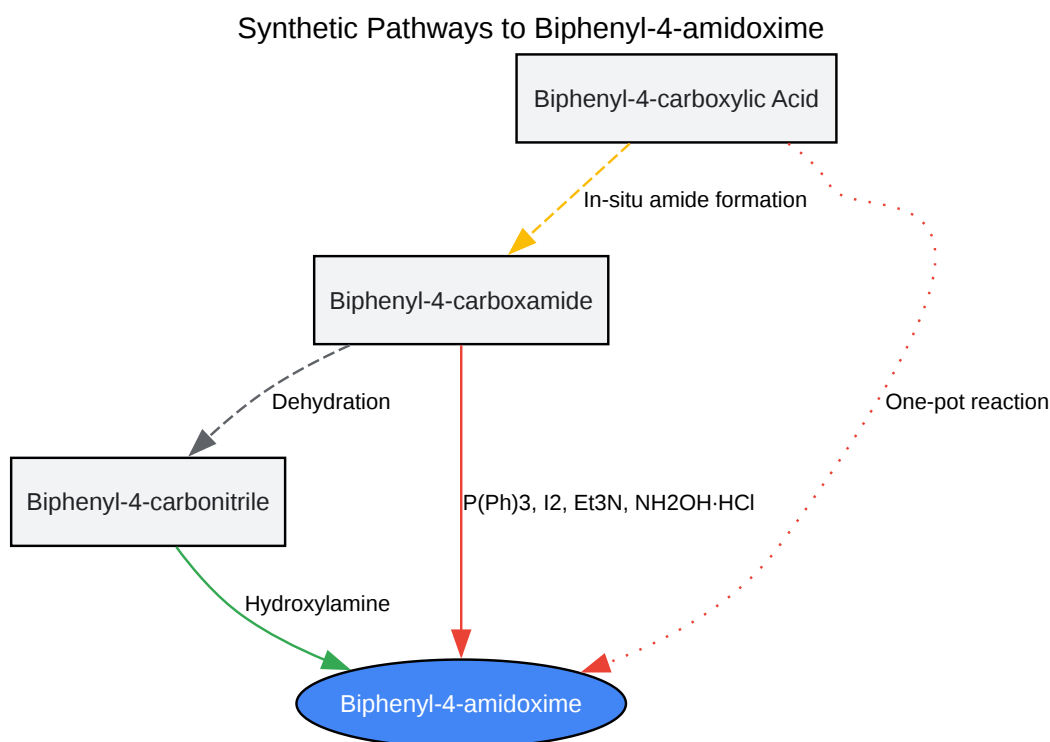 Synthetic Pathways to Biphenyl-4-amidoxime
Biphenyl-4-carboxylic Acid
In-situ amide formation
Biphenyl-4-carboxamide
Dehydration
One-pot reaction
Biphenyl-4-carbonitrile
P(Ph)3, I2, Et3N, NH2OH·HCl
Hydroxylamine
Biphenyl-4-amidoxime